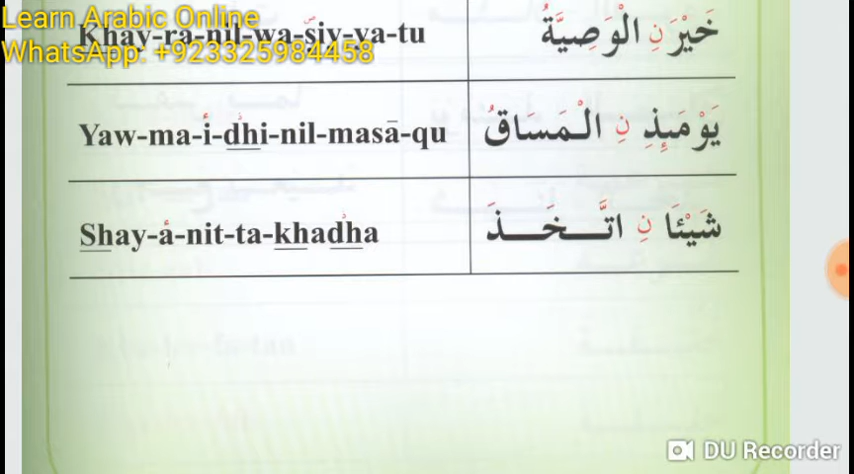 Learn Arabic Online
WhatsApp: +923325984458
Khay-ra-nil-wa-ṣiy-ya-tu خَيْرَ نِ الْوَصِيَّةُ
Yaw-ma-i-dhi-nil-masā-qu يَوْمَئِذِ نِ الْمَسَاقُ
Shay-a-nit-ta-khadha شَيْئَا نِ اتَّخَذَ
DU Recorder